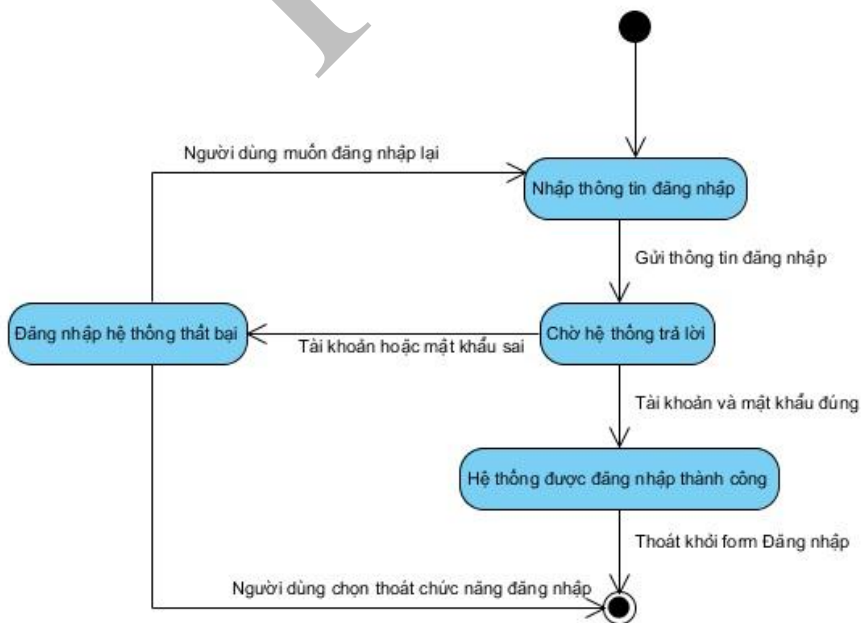 Người dùng muốn đăng nhập lại
Nhập thông tin đăng nhập
Gửi thông tin đăng nhập
Đăng nhập hệ thống thất bại
Tài khoản hoặc mật khẩu sai
Chờ hệ thống trả lời
Tài khoản và mật khẩu đúng
Hệ thống được đăng nhập thành công
Thoát khỏi form Đăng nhập
Người dùng chọn thoát chức năng đăng nhập